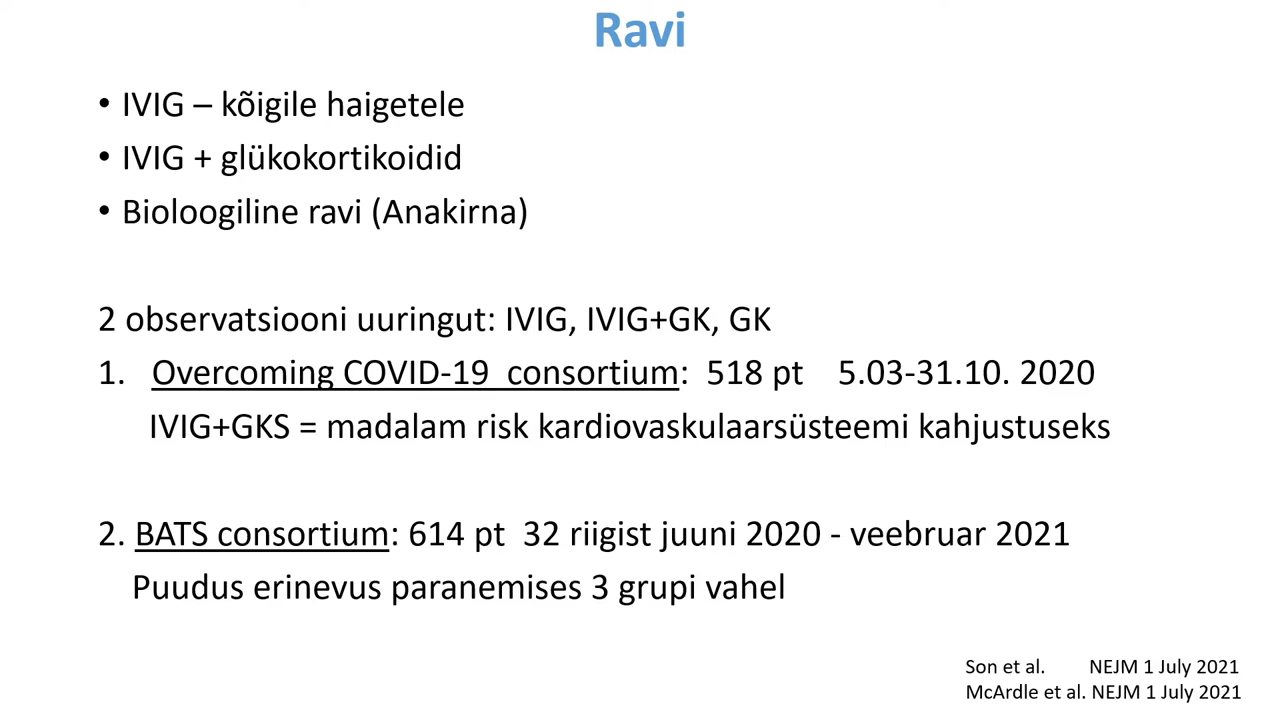 Ravi
• IVIG – kõigile haigetele
• IVIG + glükokortikoidid
• Bioloogiline ravi (Anakirna)
2 observatsiooni uuringut: IVIG, IVIG+GK, GK
1. Overcoming COVID-19 consortium: 518 pt 5.03-31.10. 2020
IVIG+GKS = madalam risk kardiovaskulaarsüsteemi kahjustuseks
2. BATS consortium: 614 pt 32 riigist juuni 2020 - veebruar 2021
Puudus erinevus paranemises 3 grupi vahel
Son et al. NEJM 1 July 2021
McArdle et al. NEJM 1 July 2021